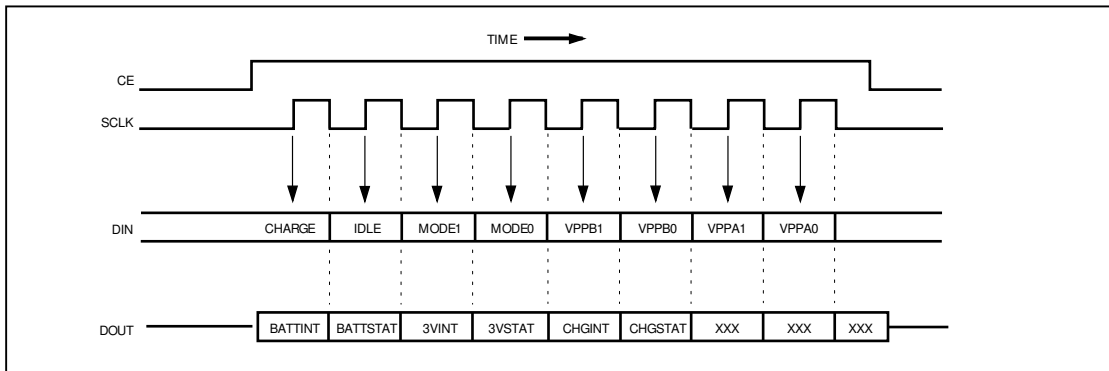 TIME
CE
SCLK
DIN CHARGE IDLE MODE1 MODE0 VPPB1 VPPB0 VPPA1 VPPA0
DOUT BATTINT BATTSTAT 3VINT 3VSTAT CHGINT CHGSTAT XXX XXX XXX